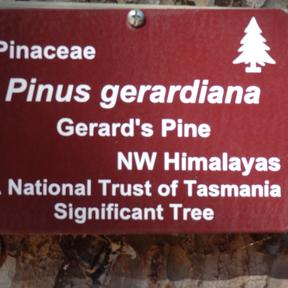 Pinaceae
Pinus gerardiana
Gerard's Pine
NW Himalayas
A National Trust of Tasmania
Significant Tree